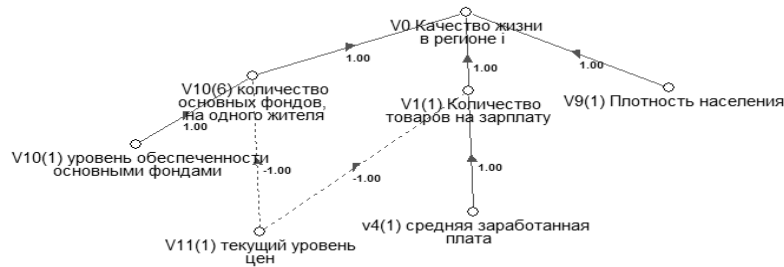 V0 Качество жизни
в регионе i
1.00
1.00
1.00
V10(6) количество
основных фондов,
на одного жителя
V1(1) Количество
товаров на зарплату
V9(1) Плотность населения
1.00
V10(1) уровень обеспеченности
основными фондами
-1.00
-1.00
1.00
V11(1) текущий уровень
цен
v4(1) средняя заработанная
плата